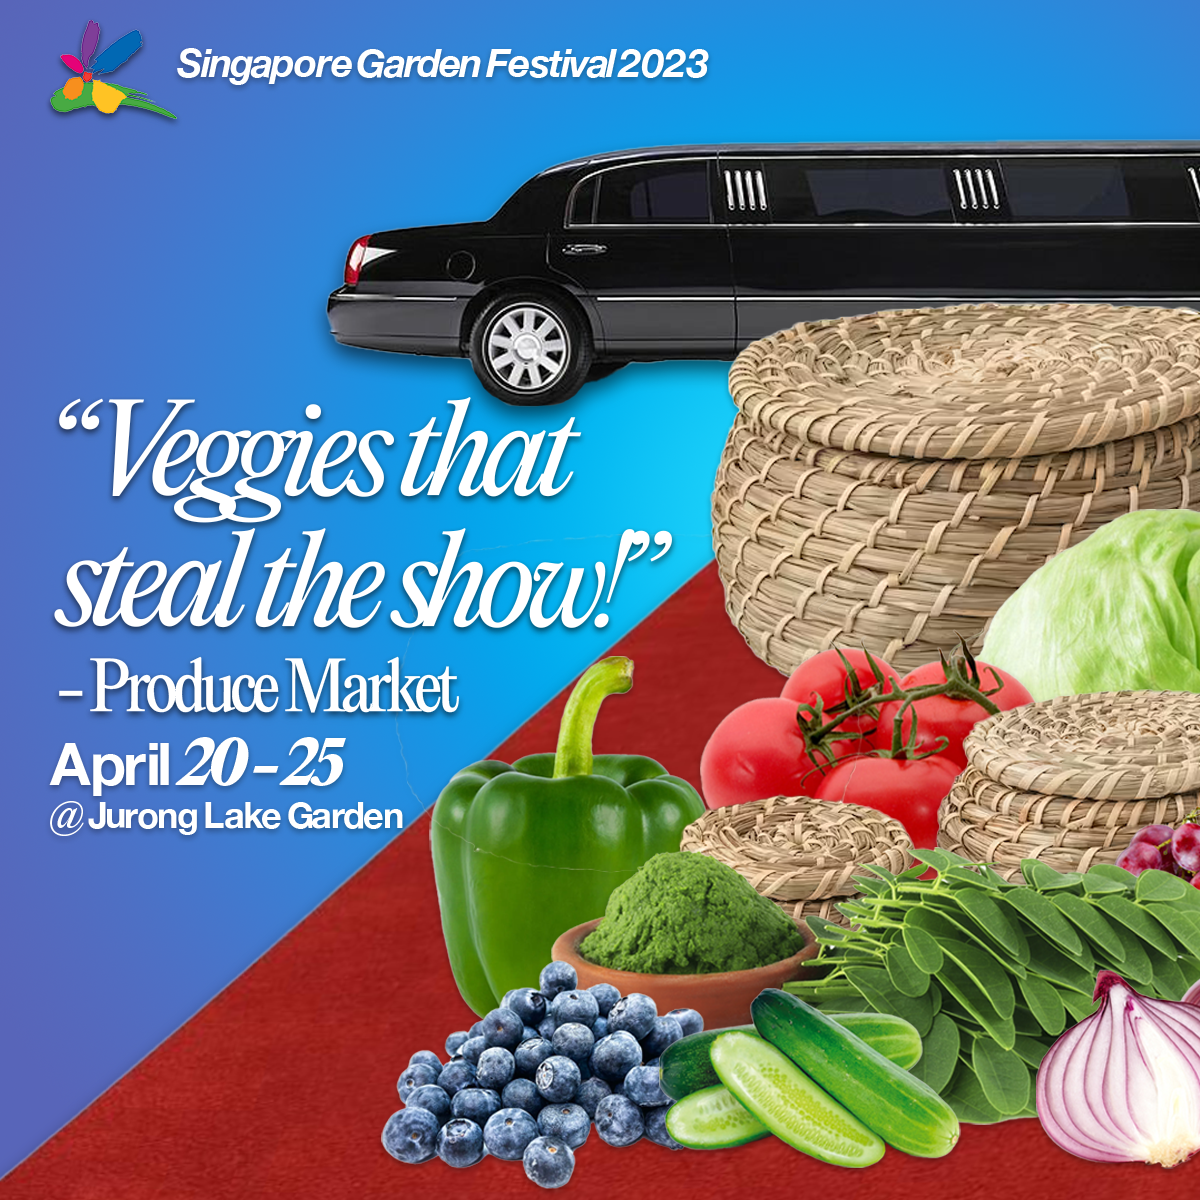 Singapore Garden Festival 2023
“Veggies that
steal the show!”
– Produce Market
April 20 – 25
@ Jurong Lake Garden